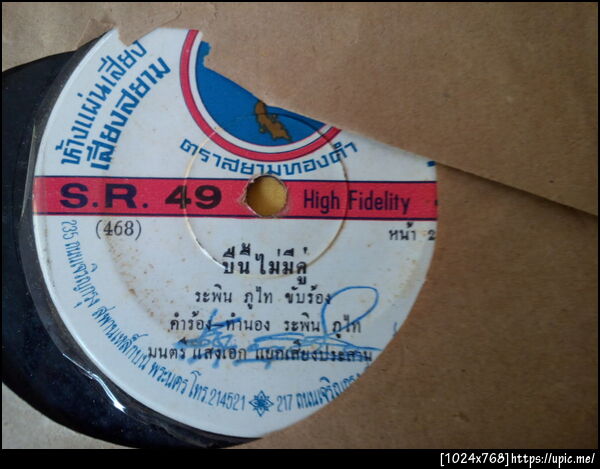 ห้างแผ่นเสียง
เสียงสยาม
ตราสยามทองคำ
S.R. 49
High Fidelity
(468)
หน้า 2
ปีนี้ไม่มีคู่
ระพิน ภูไท ขับร้อง
คำร้อง-ทำนอง ระพิน ภูไท
มนตรี แสงเอก แยกเสียงประสาน
235 ถนนเจริญกรุง สพานเหล็กบน พระนคร โทร.214521 217 ถนนเจริญกรุง
[1024x768]https://upic.me/